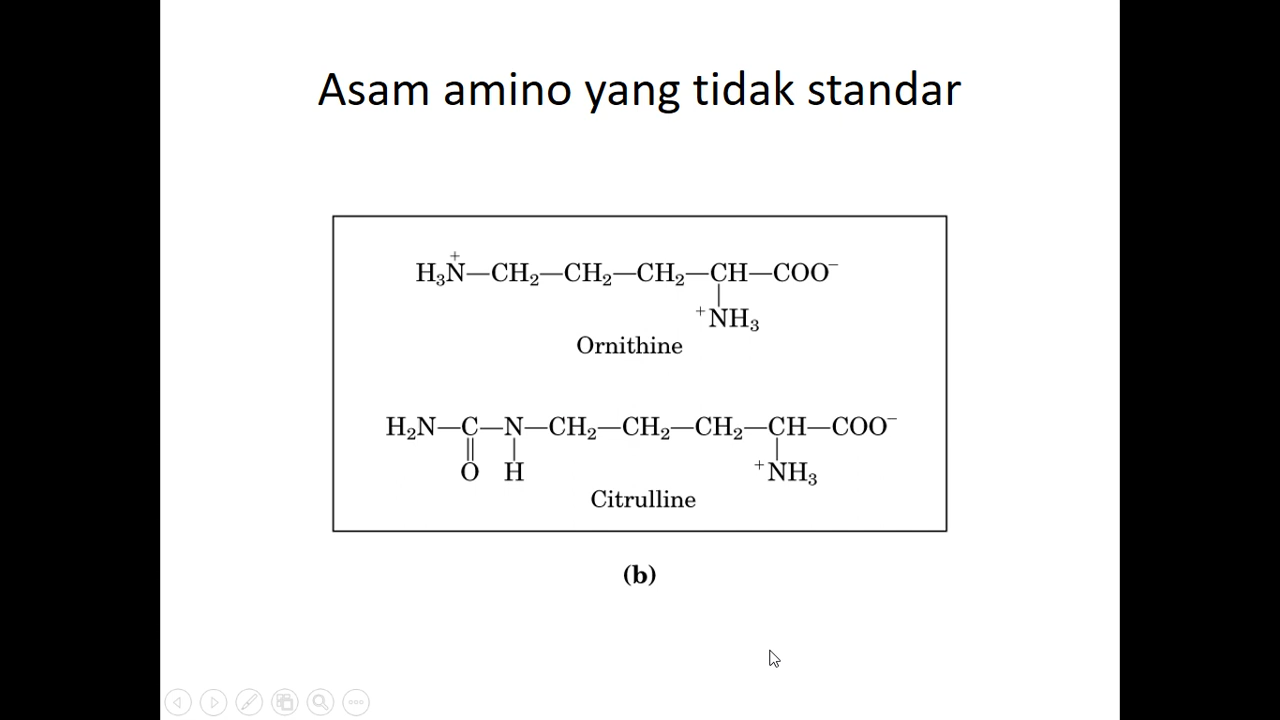 Asam amino yang tidak standar
H₃N⁺—CH₂—CH₂—CH₂—CH—COO⁻
⁺NH₃
Ornithine
H₂N—C—N—CH₂—CH₂—CH₂—CH—COO⁻
O H ⁺NH₃
Citrulline
(b)